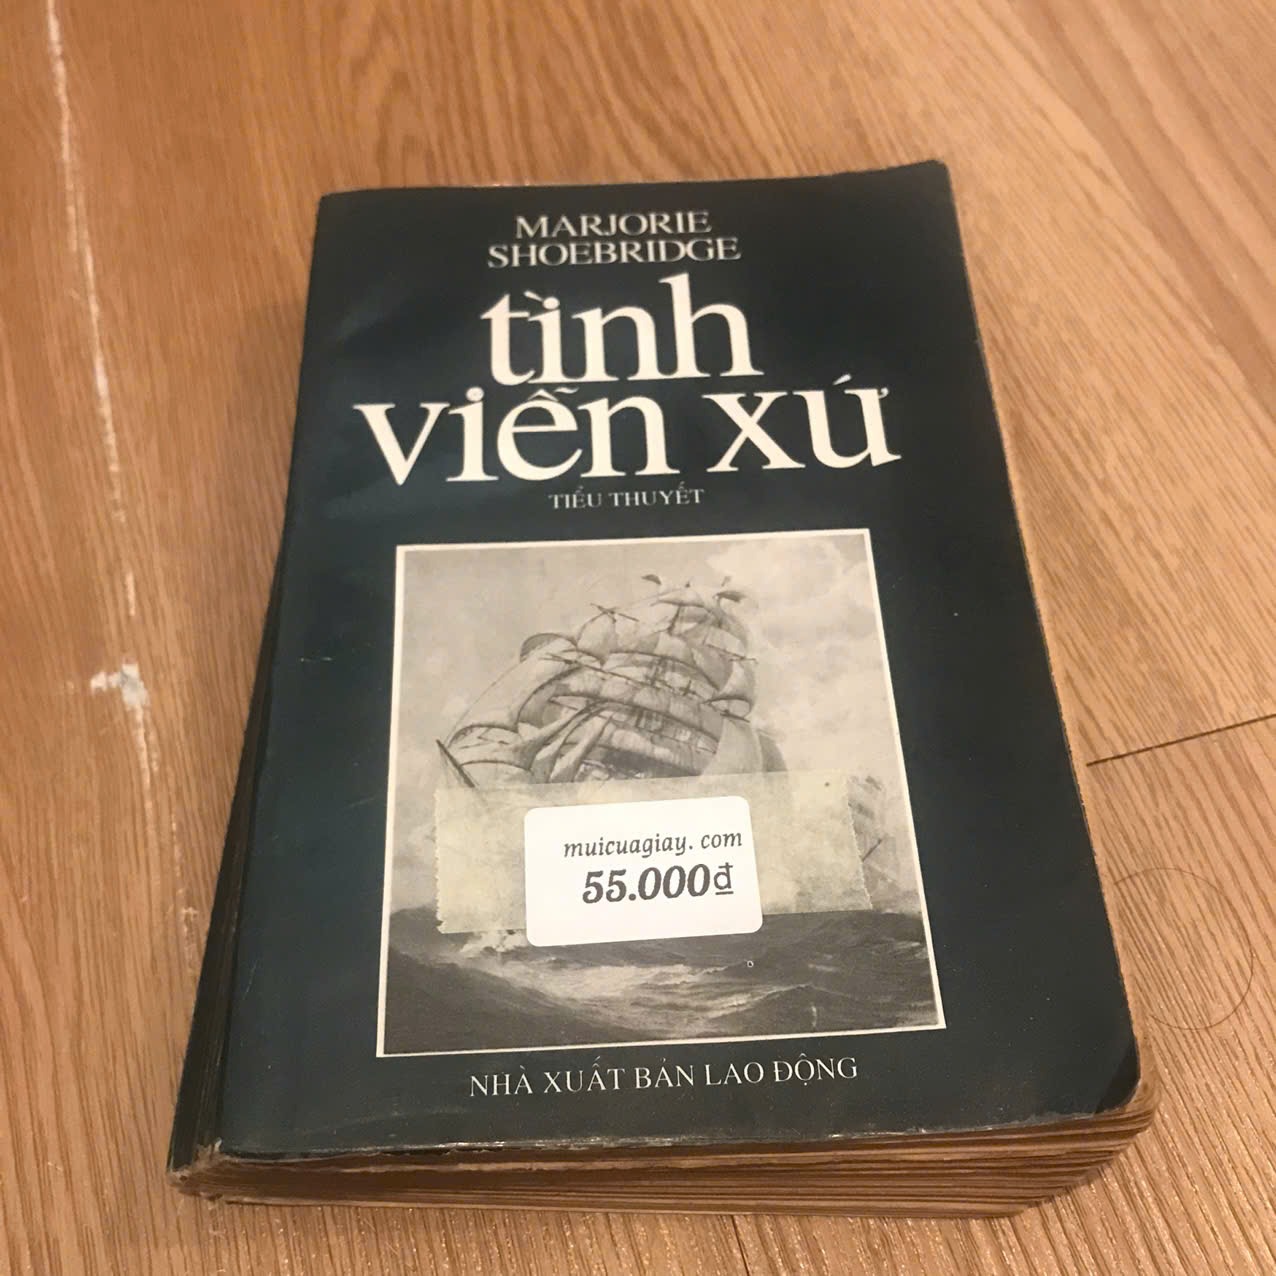 MARJORIE
SHOEBRIDGE
tình
viễn xứ
TIỂU THUYẾT
muicuagiay. com
55.000đ
NHÀ XUẤT BẢN LAO ĐỘNG